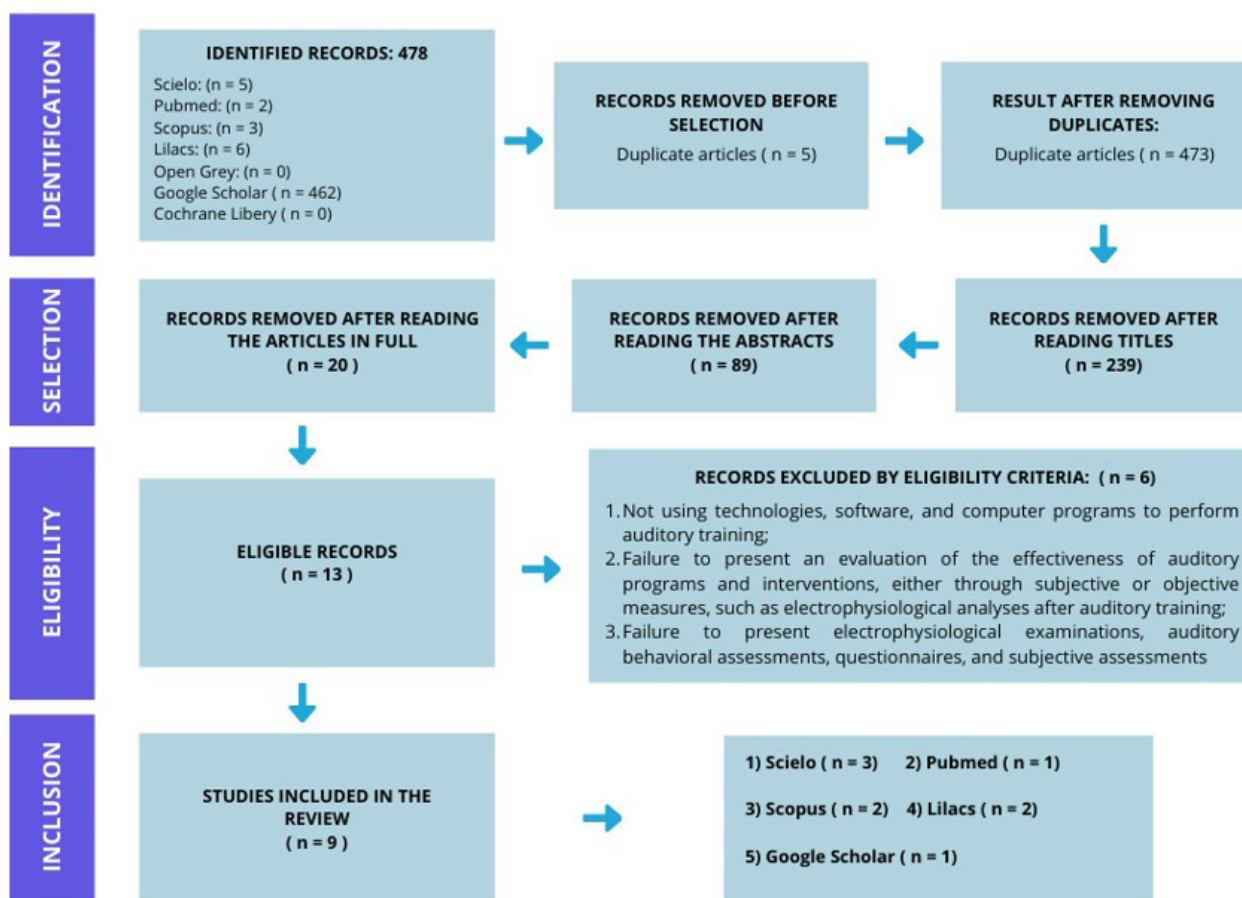 IDENTIFICATION
IDENTIFIED RECORDS: 478
Scielo: (n = 5)
Pubmed: (n = 2)
Scopus: (n = 3)
Lilacs: (n = 6)
Open Grey: (n = 0)
Google Scholar ( n = 462)
Cochrane Libery ( n = 0)
RECORDS REMOVED BEFORE
SELECTION
Duplicate articles ( n = 5)
RESULT AFTER REMOVING
DUPLICATES:
Duplicate articles ( n = 473)
SELECTION
RECORDS REMOVED AFTER READING
THE ARTICLES IN FULL
( n = 20 )
RECORDS REMOVED AFTER
READING THE ABSTRACTS
( n = 89)
RECORDS REMOVED AFTER
READING TITLES
( n = 239)
ELIGIBILITY
ELIGIBLE RECORDS
( n = 13 )
RECORDS EXCLUDED BY ELIGIBILITY CRITERIA: ( n = 6)
1. Not using technologies, software, and computer programs to perform
auditory training;
2. Failure to present an evaluation of the effectiveness of auditory
programs and interventions, either through subjective or objective
measures, such as electrophysiological analyses after auditory training;
3. Failure to present electrophysiological examinations, auditory
behavioral assessments, questionnaires, and subjective assessments
INCLUSION
STUDIES INCLUDED IN THE
REVIEW
( n = 9 )
1) Scielo ( n = 3) 2) Pubmed ( n = 1)
3) Scopus ( n = 2) 4) Lilacs ( n = 2)
5) Google Scholar ( n = 1)